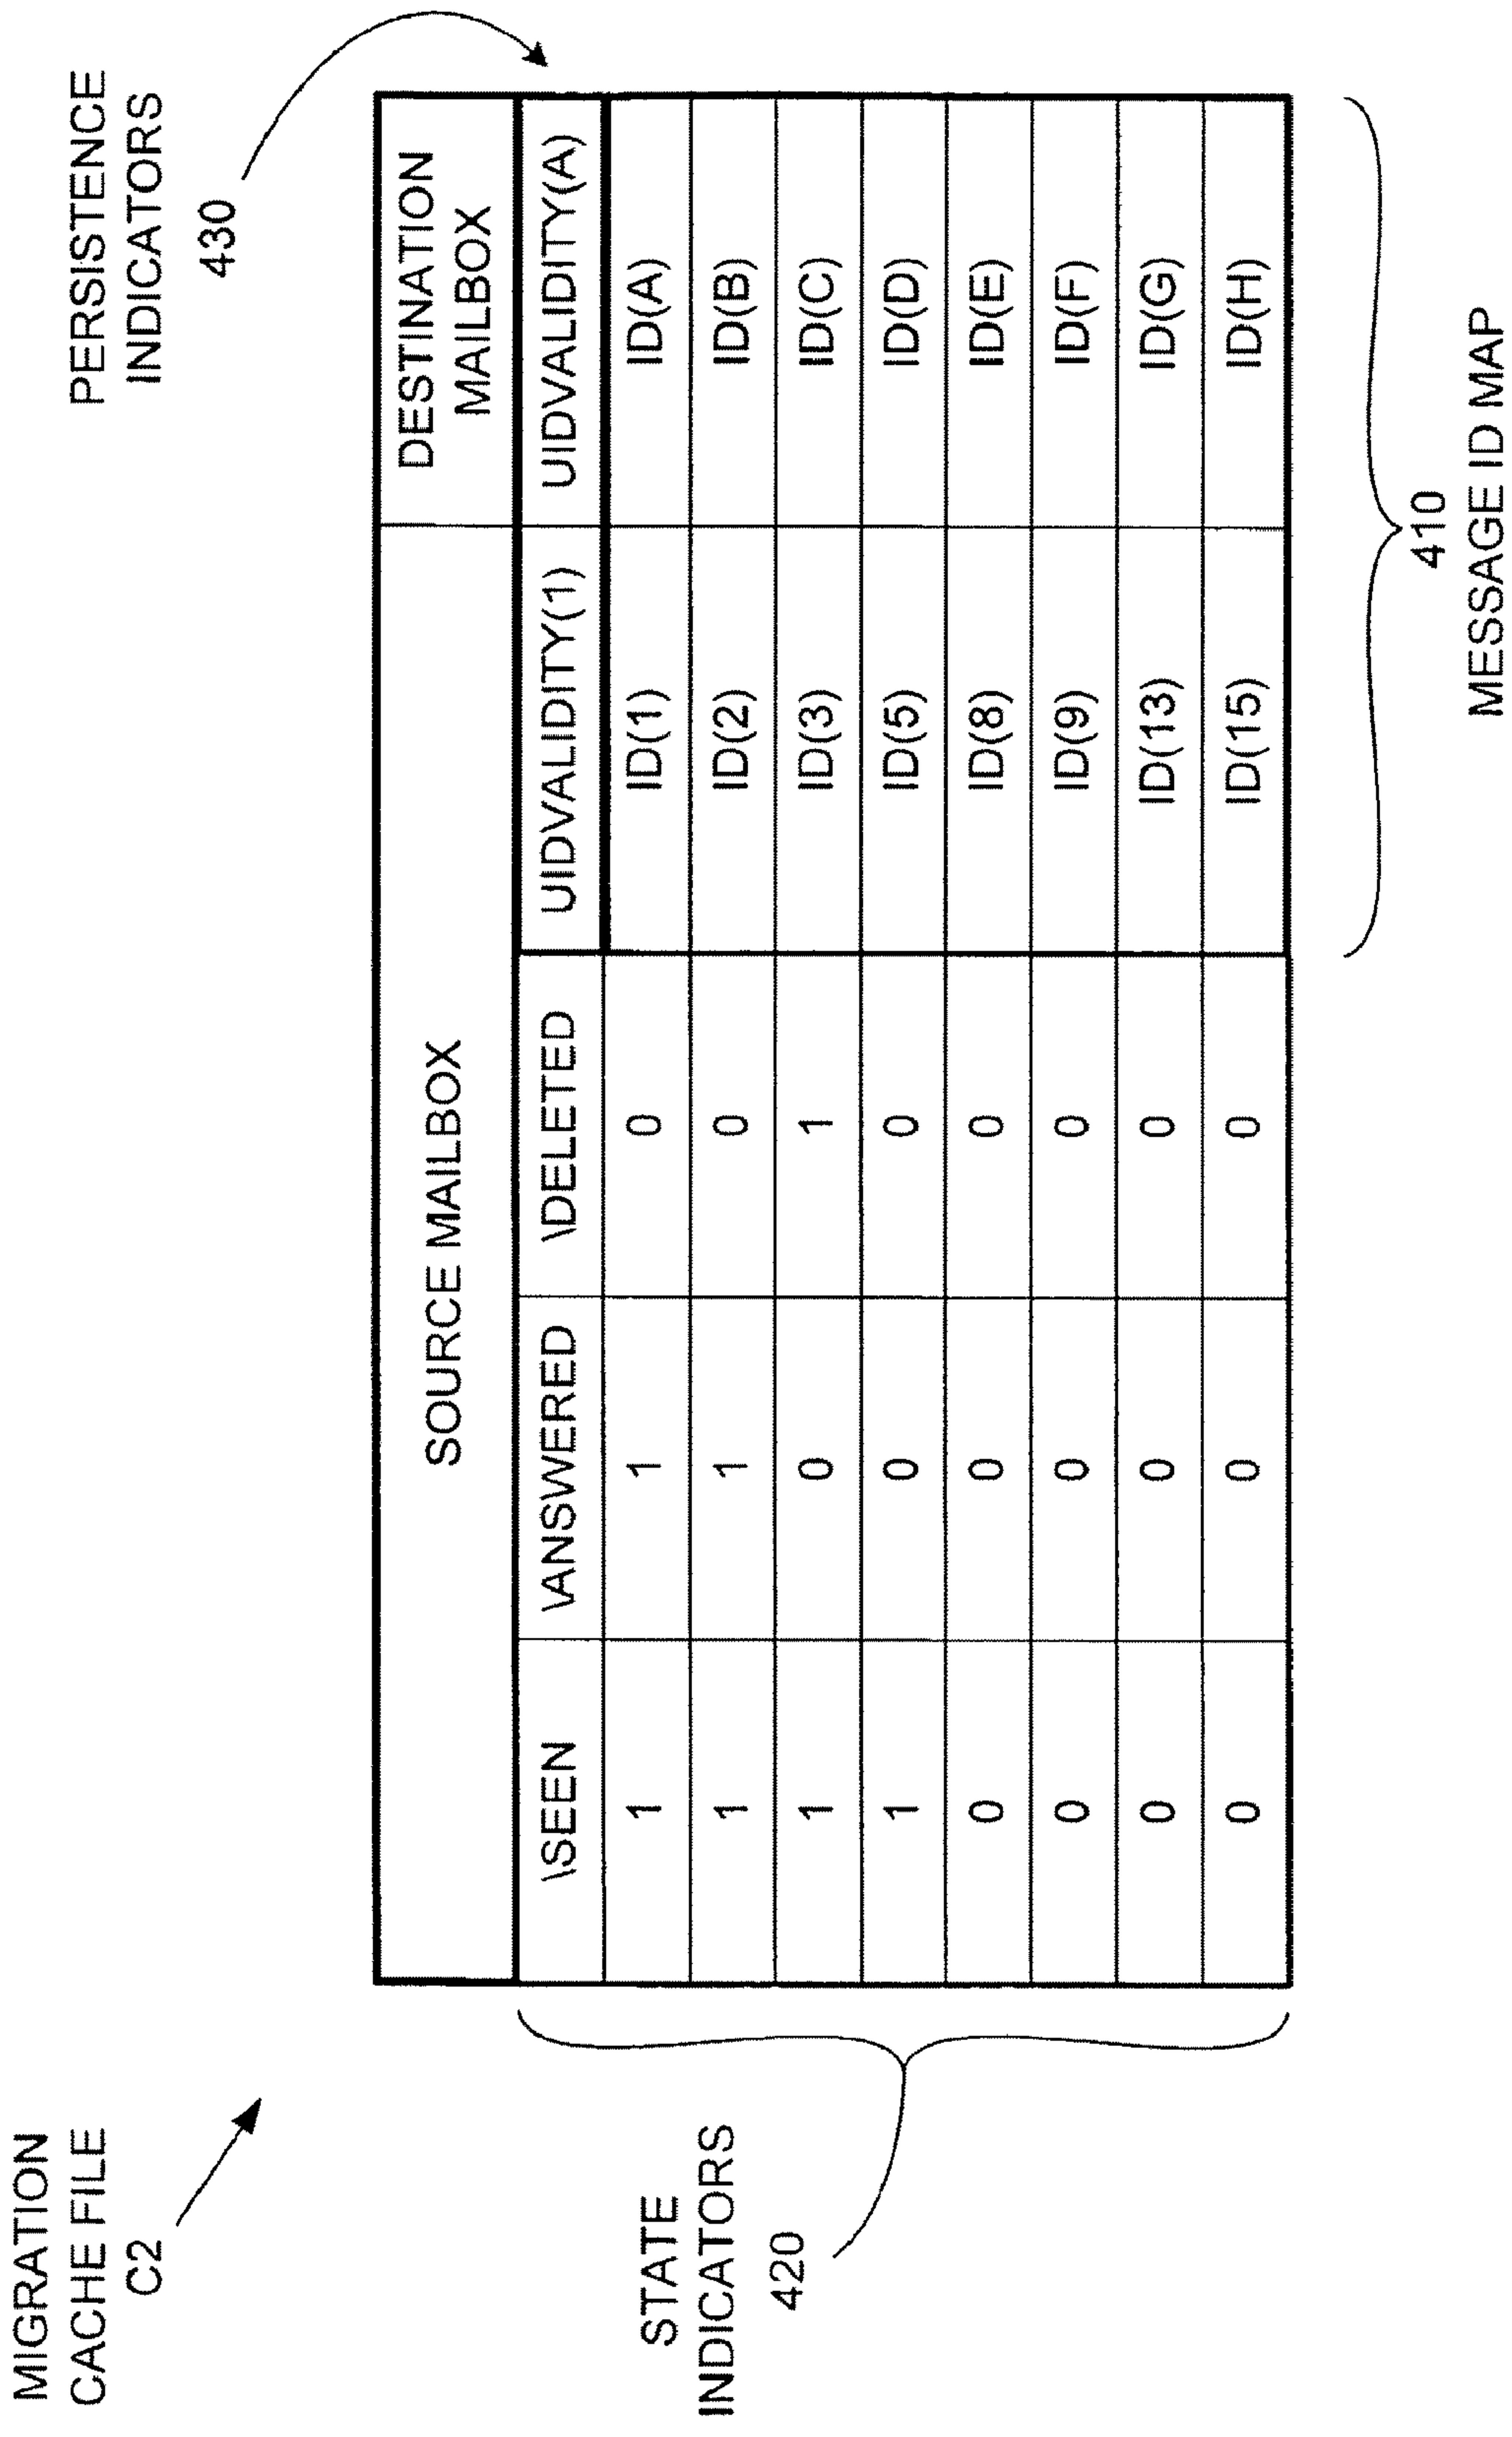 MIGRATION
CACHE FILE
C2
PERSISTENCE
INDICATORS
430
SOURCE MAILBOX
DESTINATION
MAILBOX
\SEEN \ANSWERED \DELETED UIDVALIDITY(1) UIDVALIDITY(A)
1 1 0 ID(1) ID(A)
1 1 0 ID(2) ID(B)
1 0 1 ID(3) ID(C)
1 0 0 ID(5) ID(D)
0 0 0 ID(8) ID(E)
0 0 0 ID(9) ID(F)
0 0 0 ID(13) ID(G)
0 0 0 ID(15) ID(H)
STATE
INDICATORS
420
410
MESSAGE ID MAP